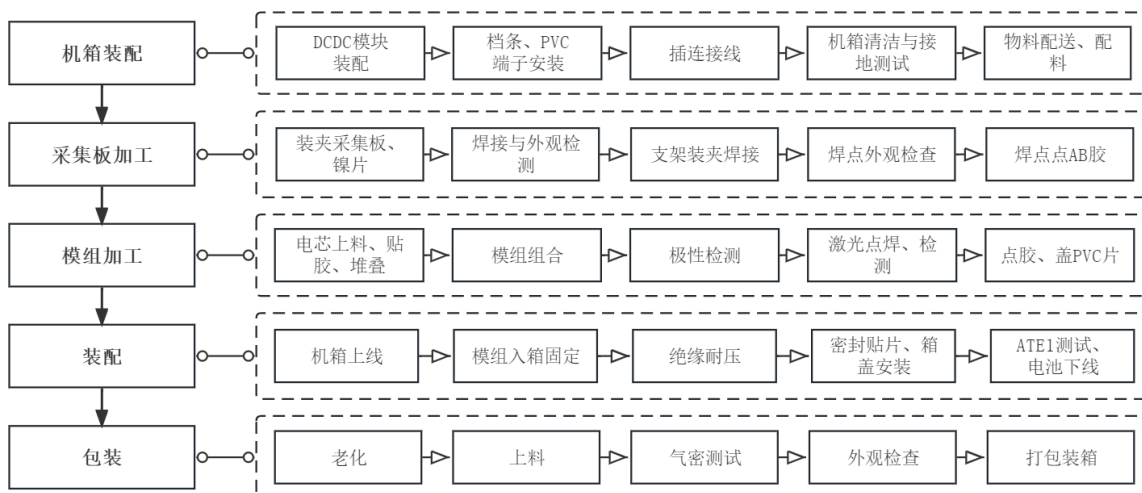 机箱装配
DCDC模块
装配
档条、PVC
端子安装
插连接线
机箱清洁与接
地测试
物料配送、配
料
采集板加工
装夹采集板、
镍片
焊接与外观检
测
支架装夹焊接
焊点外观检查
焊点点AB胶
模组加工
电芯上料、贴
胶、堆叠
模组组合
极性检测
激光点焊、检
测
点胶、盖PVC片
装配
机箱上线
模组入箱固定
绝缘耐压
密封贴片、箱
盖安装
ATE1测试、
电池下线
包装
老化
上料
气密测试
外观检查
打包装箱